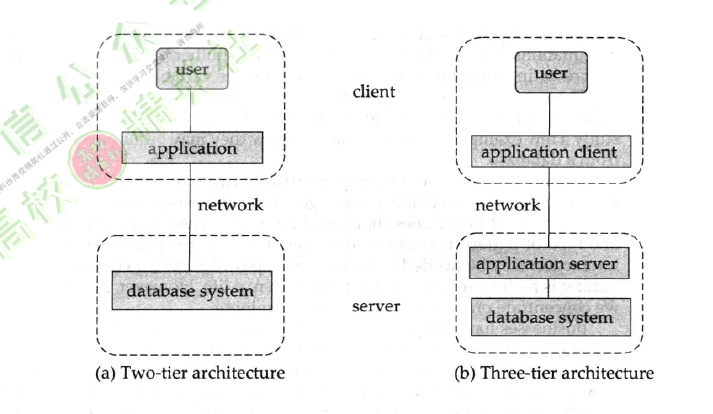 user
application
network
database system
(a) Two-tier architecture
client
server
user
application client
network
application server
database system
(b) Three-tier architecture